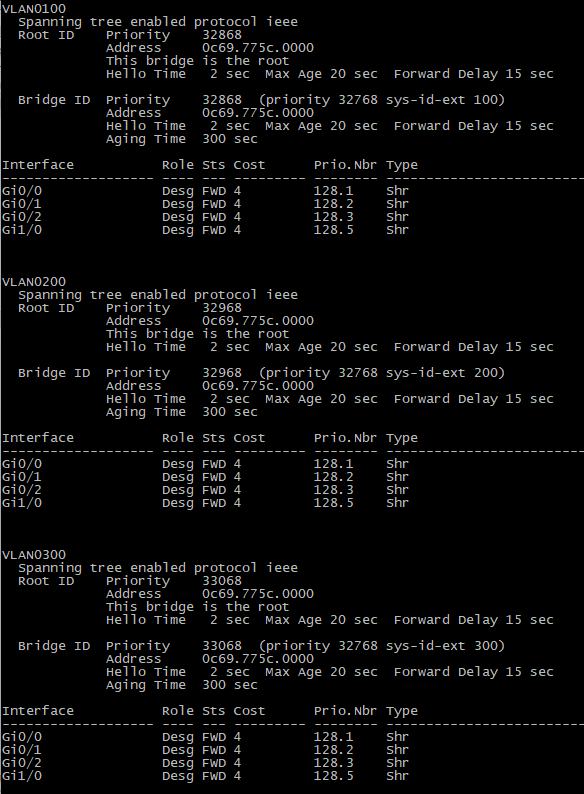 VLAN0100
  Spanning tree enabled protocol ieee
  Root ID    Priority    32868
             Address     0c69.775c.0000
             This bridge is the root
             Hello Time   2 sec  Max Age 20 sec  Forward Delay 15 sec

  Bridge ID  Priority    32868  (priority 32768 sys-id-ext 100)
             Address     0c69.775c.0000
             Hello Time   2 sec  Max Age 20 sec  Forward Delay 15 sec
             Aging Time  300 sec

Interface           Role Sts Cost      Prio.Nbr Type
------------------- ---- --- --------- -------- -------------------------
Gi0/0               Desg FWD 4         128.1    Shr
Gi0/1               Desg FWD 4         128.2    Shr
Gi0/2               Desg FWD 4         128.3    Shr
Gi1/0               Desg FWD 4         128.5    Shr

VLAN0200
  Spanning tree enabled protocol ieee
  Root ID    Priority    32968
             Address     0c69.775c.0000
             This bridge is the root
             Hello Time   2 sec  Max Age 20 sec  Forward Delay 15 sec

  Bridge ID  Priority    32968  (priority 32768 sys-id-ext 200)
             Address     0c69.775c.0000
             Hello Time   2 sec  Max Age 20 sec  Forward Delay 15 sec
             Aging Time  300 sec

Interface           Role Sts Cost      Prio.Nbr Type
------------------- ---- --- --------- -------- -------------------------
Gi0/0               Desg FWD 4         128.1    Shr
Gi0/1               Desg FWD 4         128.2    Shr
Gi0/2               Desg FWD 4         128.3    Shr
Gi1/0               Desg FWD 4         128.5    Shr

VLAN0300
  Spanning tree enabled protocol ieee
  Root ID    Priority    33068
             Address     0c69.775c.0000
             This bridge is the root
             Hello Time   2 sec  Max Age 20 sec  Forward Delay 15 sec

  Bridge ID  Priority    33068  (priority 32768 sys-id-ext 300)
             Address     0c69.775c.0000
             Hello Time   2 sec  Max Age 20 sec  Forward Delay 15 sec
             Aging Time  300 sec

Interface           Role Sts Cost      Prio.Nbr Type
------------------- ---- --- --------- -------- -------------------------
Gi0/0               Desg FWD 4         128.1    Shr
Gi0/1               Desg FWD 4         128.2    Shr
Gi0/2               Desg FWD 4         128.3    Shr
Gi1/0               Desg FWD 4         128.5    Shr